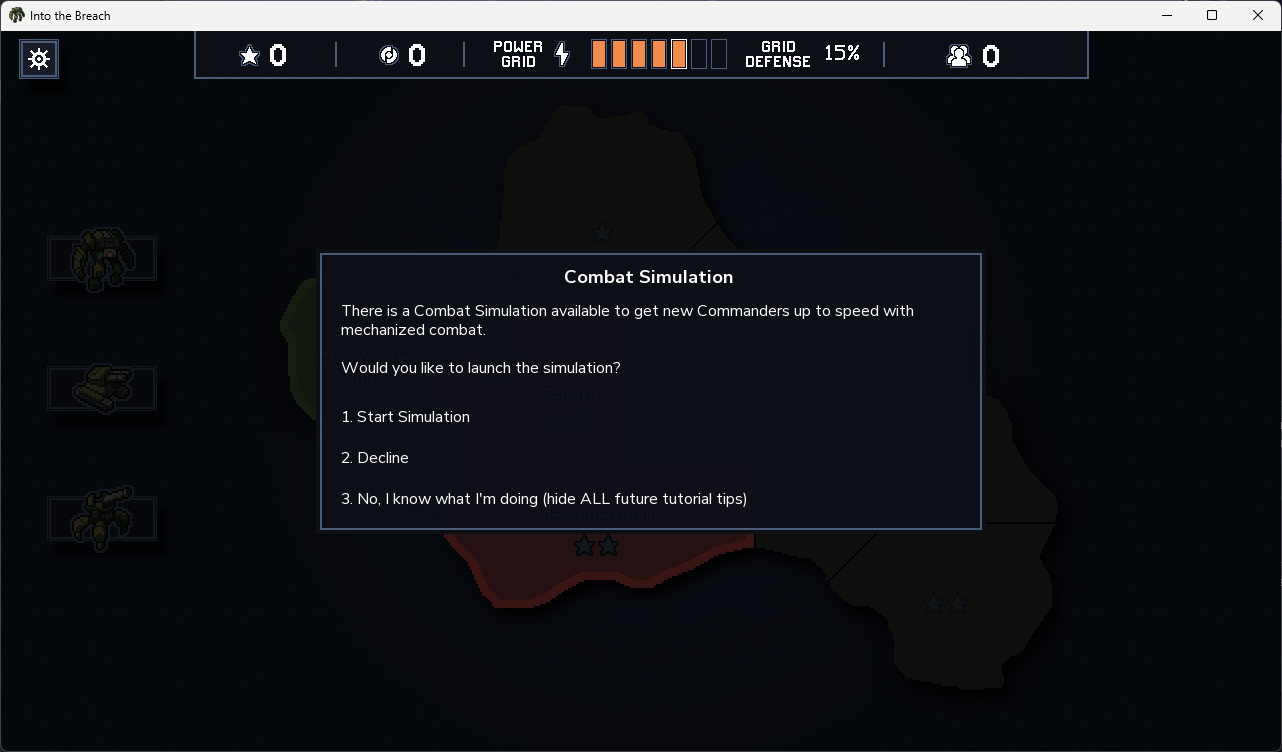 Into the Breach
0
0
POWER
GRID
GRID
DEFENSE
15%
0
Combat Simulation
There is a Combat Simulation available to get new Commanders up to speed with
mechanized combat.
Would you like to launch the simulation?
1. Start Simulation
2. Decline
3. No, I know what I'm doing (hide ALL future tutorial tips)